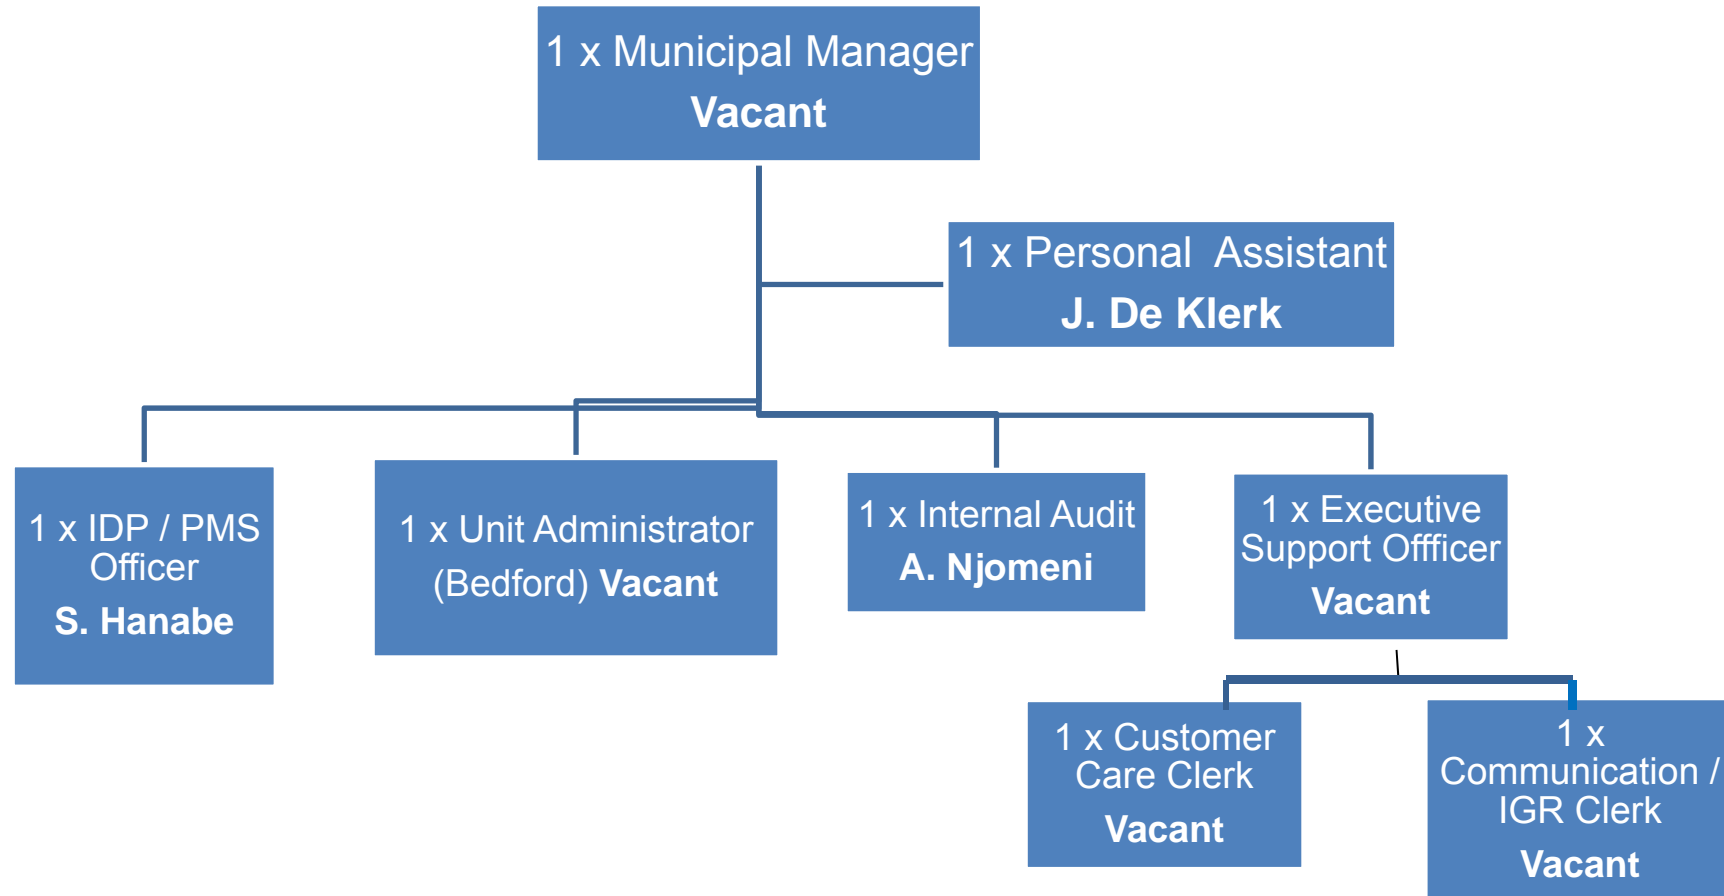 1 x Municipal Manager
Vacant
1 x Personal Assistant
J. De Klerk
1 x IDP / PMS
Officer
S. Hanabe
1 x Unit Administrator
(Bedford) Vacant
1 x Internal Audit
A. Njomeni
1 x Executive
Support Offficer
Vacant
1 x Customer
Care Clerk
Vacant
1 x
Communication /
IGR Clerk
Vacant